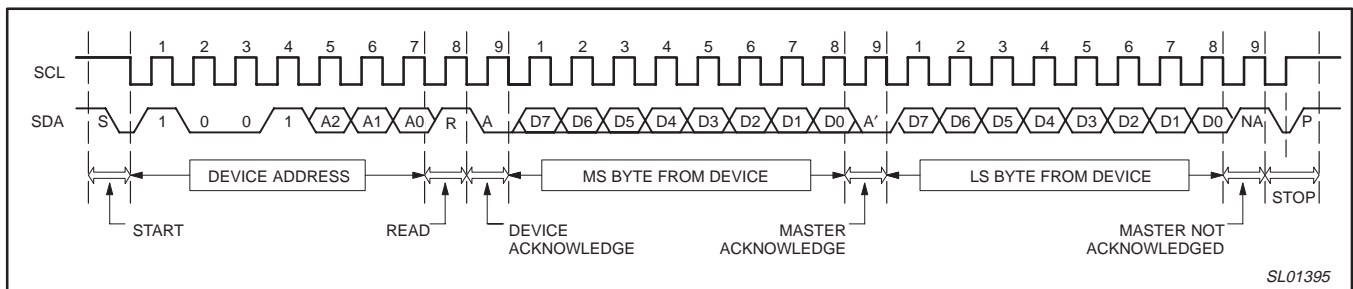 1 2 3 4 5 6 7 8 9 1 2 3 4 5 6 7 8 9 1 2 3 4 5 6 7 8 9
SCL
SDA S 1 0 0 1 A2 A1 A0 R A D7 D6 D5 D4 D3 D2 D1 D0 A′ D7 D6 D5 D4 D3 D2 D1 D0 NA P
DEVICE ADDRESS MS BYTE FROM DEVICE LS BYTE FROM DEVICE
STOP
START READ DEVICE ACKNOWLEDGE MASTER ACKNOWLEDGE MASTER NOT ACKNOWLEDGED
SL01395